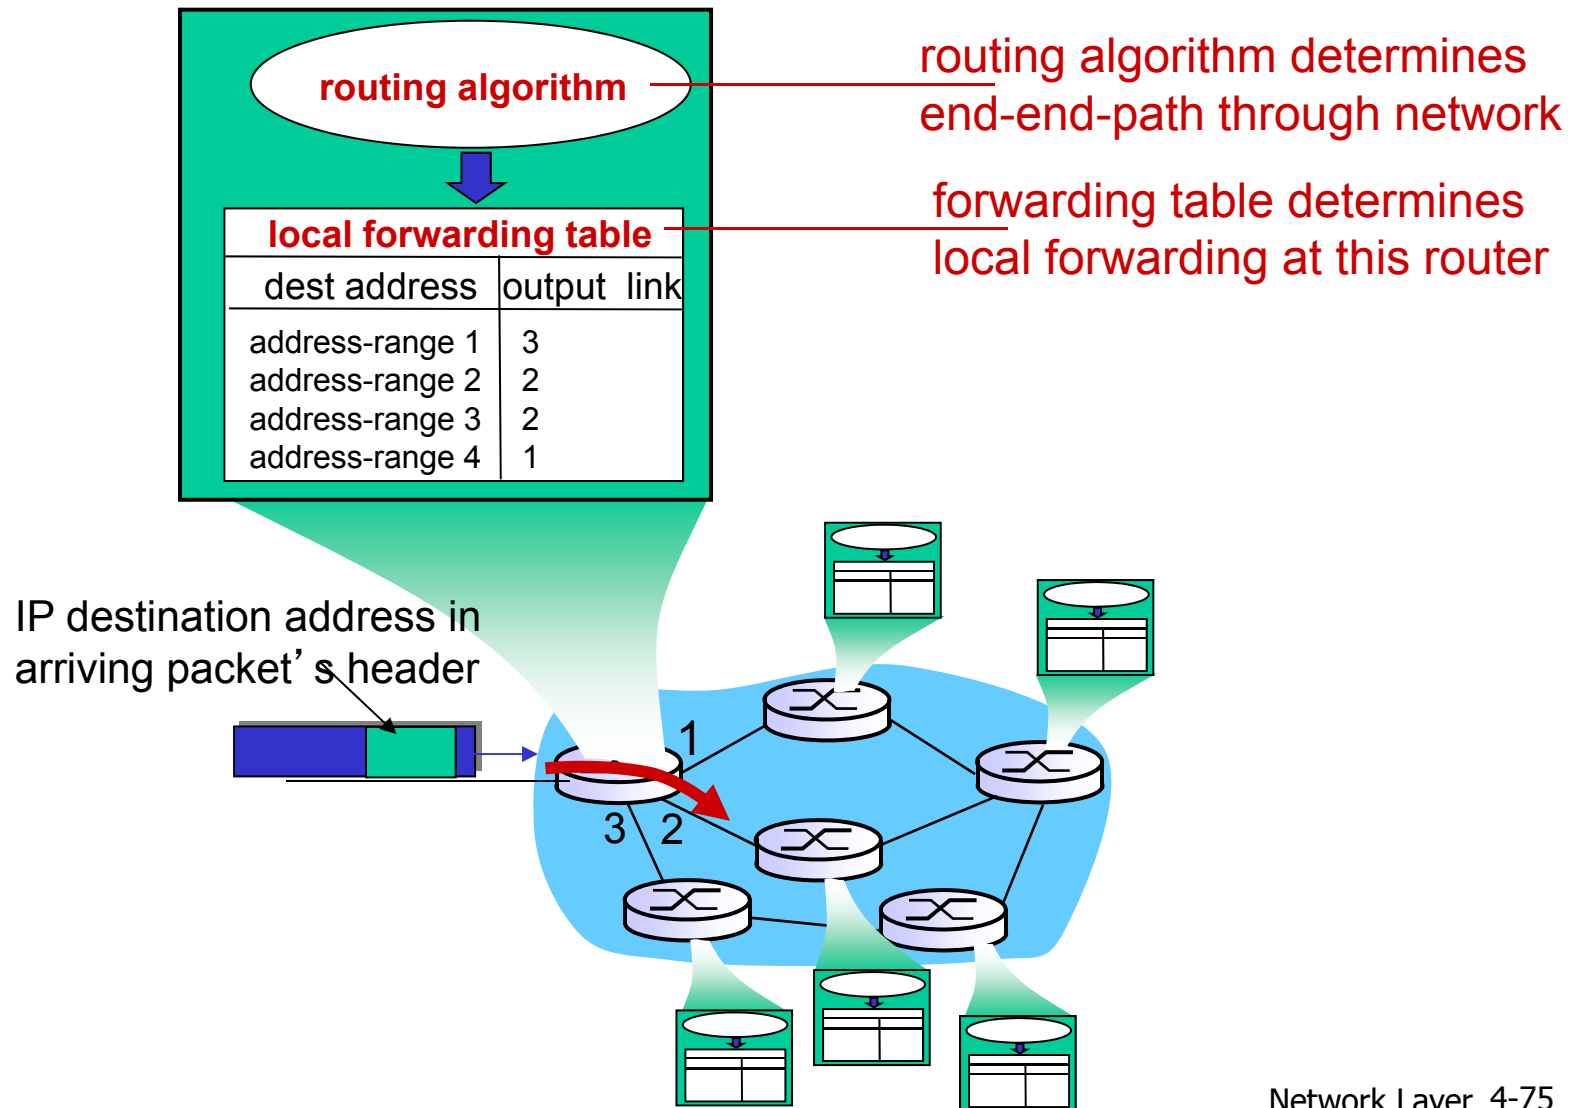 routing algorithm
routing algorithm determines
end-end-path through network
local forwarding table
forwarding table determines
local forwarding at this router
dest address output link
address-range 1 3
address-range 2 2
address-range 3 2
address-range 4 1
IP destination address in
arriving packet’s header
1
3 2
Network Layer 4-75